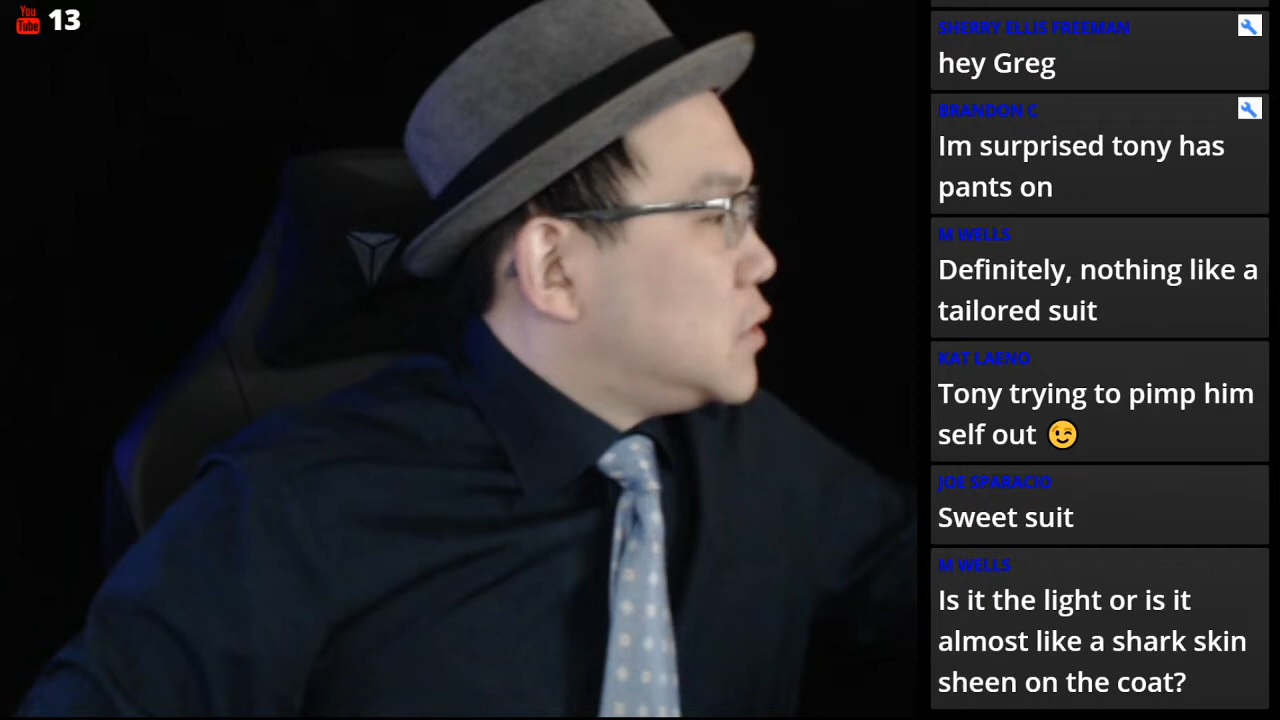 You
Tube
13
SHERRY ELLIS FREEMAN
hey Greg
BRANDON C
Im surprised tony has
pants on
M WELLS
Definitely, nothing like a
tailored suit
KAT LAENO
Tony trying to pimp him
self out 😉
JOE SPARACIO
Sweet suit
M WELLS
Is it the light or is it
almost like a shark skin
sheen on the coat?